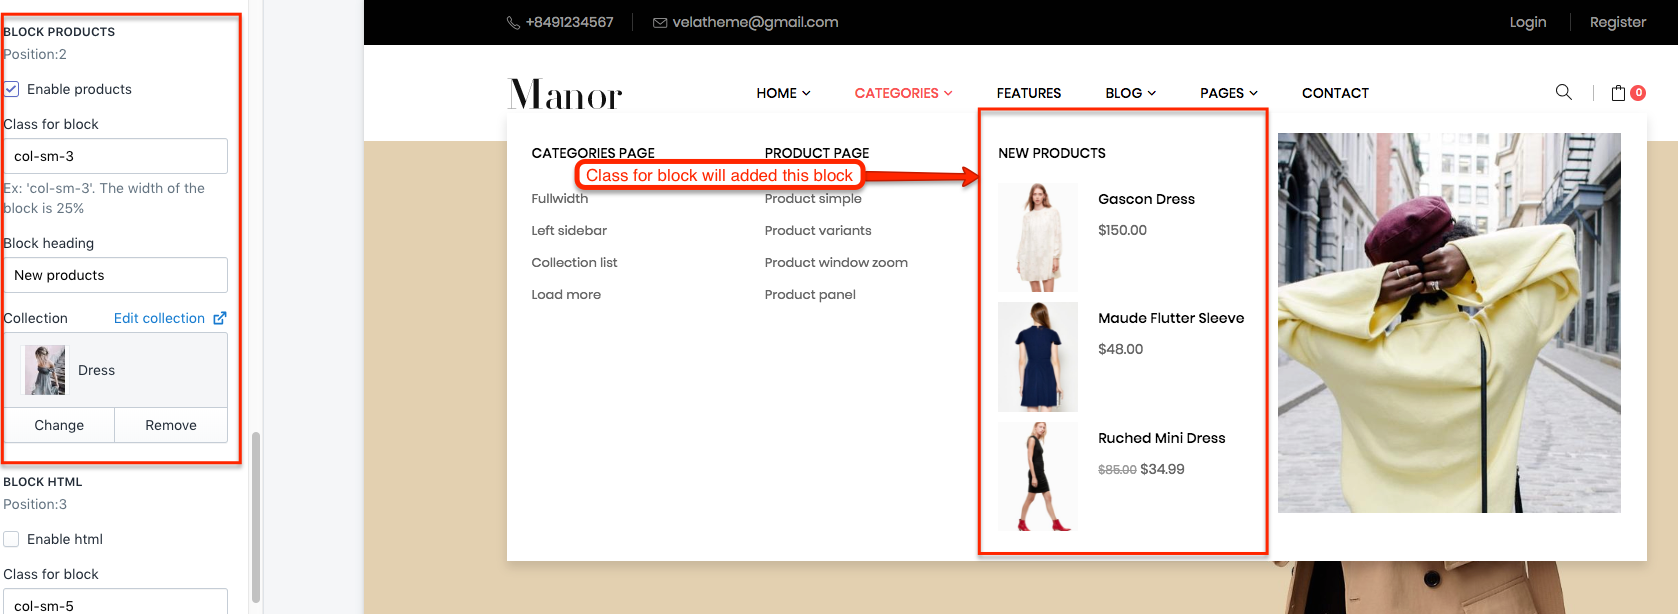 BLOCK PRODUCTS
Position:2
Enable products
Class for block
col-sm-3
Ex: 'col-sm-3'. The width of the
block is 25%
Block heading
New products
Collection
Edit collection
Dress
Change
Remove
BLOCK HTML
Position:3
Enable html
Class for block
col-sm-5
+8491234567
velatheme@gmail.com
Login
Register
Manor
HOME
CATEGORIES
FEATURES
BLOG
PAGES
CONTACT
0
CATEGORIES PAGE
Fullwidth
Left sidebar
Collection list
Load more
PRODUCT PAGE
Product simple
Product variants
Product window zoom
Product panel
Class for block will added this block
NEW PRODUCTS
Gascon Dress
$150.00
Maude Flutter Sleeve
$48.00
Ruched Mini Dress
$85.00 $34.99